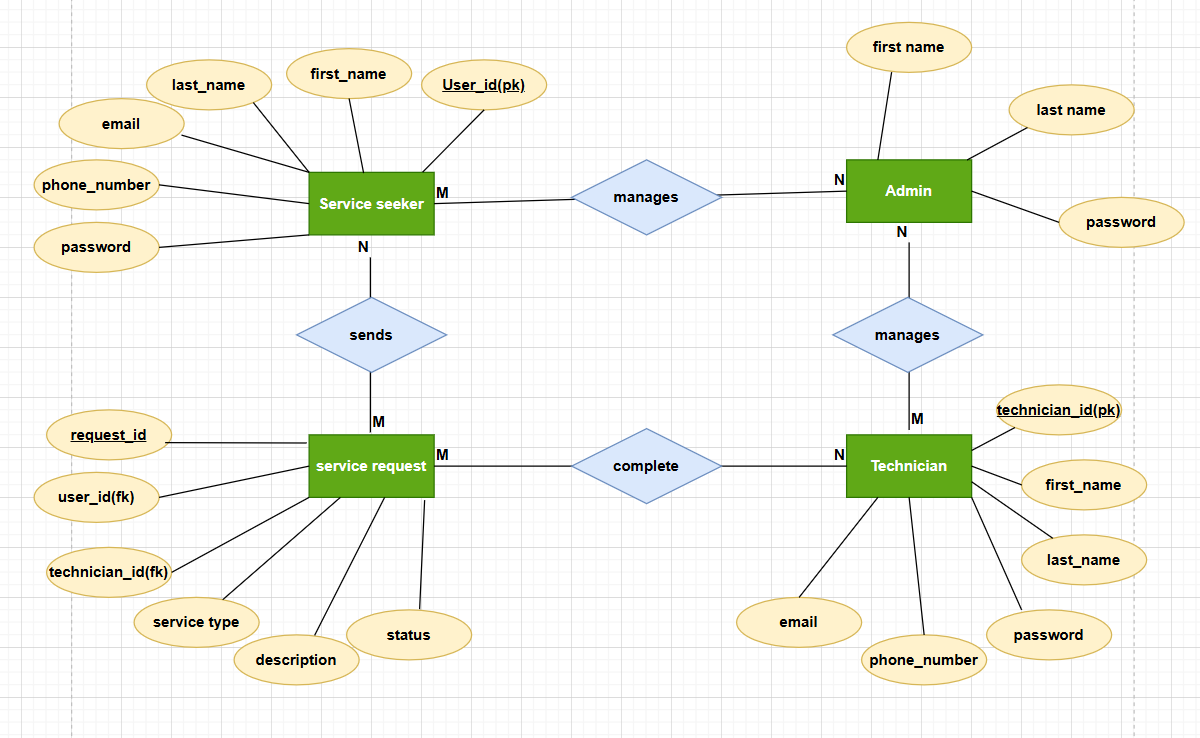 first name
first_name
last_name
User_id(pk)
last name
email
phone_number
M
N
Service seeker
manages
Admin
password
password
N
N
sends
manages
technician_id(pk)
M
M
request_id
M
N
service request
complete
Technician
first_name
user_id(fk)
last_name
technician_id(fk)
service type
email
status
password
description
phone_number